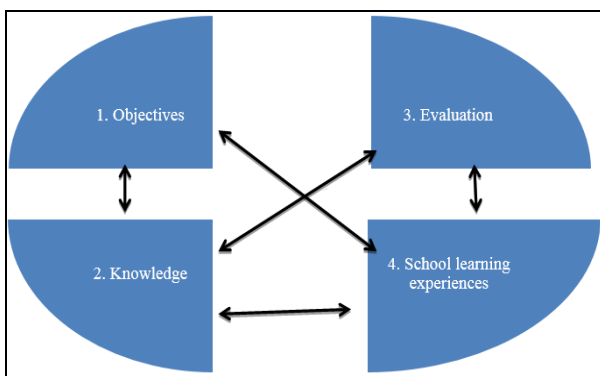 1. Objectives
3. Evaluation
2. Knowledge
4. School learning
experiences